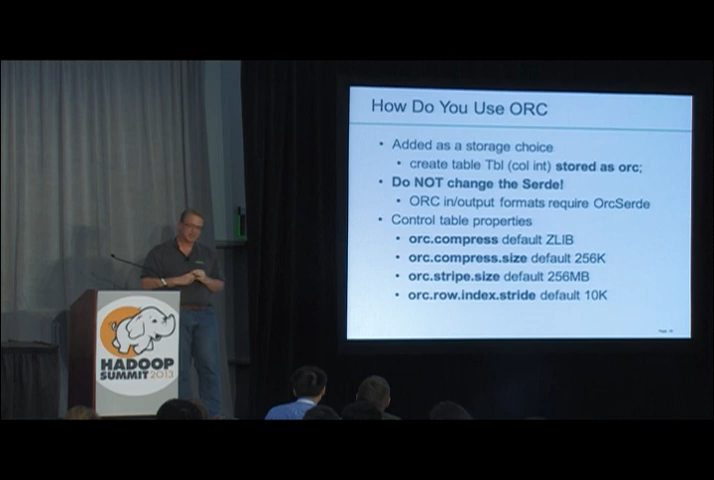 How Do You Use ORC
• Added as a storage choice
• create table Tbl (col int) stored as orc;
• Do NOT change the Serde!
• ORC in/output formats require OrcSerde
• Control table properties
• orc.compress default ZLIB
• orc.compress.size default 256K
• orc.stripe.size default 256MB
• orc.row.index.stride default 10K
HADOOP
SUMMIT 2013